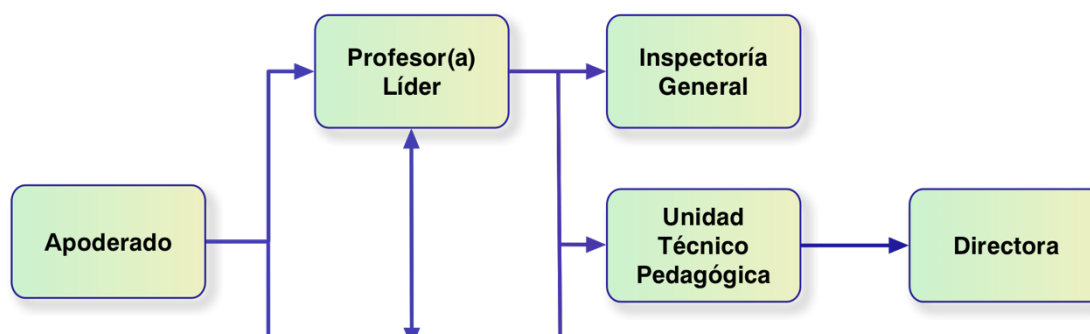 Profesor(a)
Líder
Inspectoría
General
Apoderado
Unidad
Técnico
Pedagógica
Directora